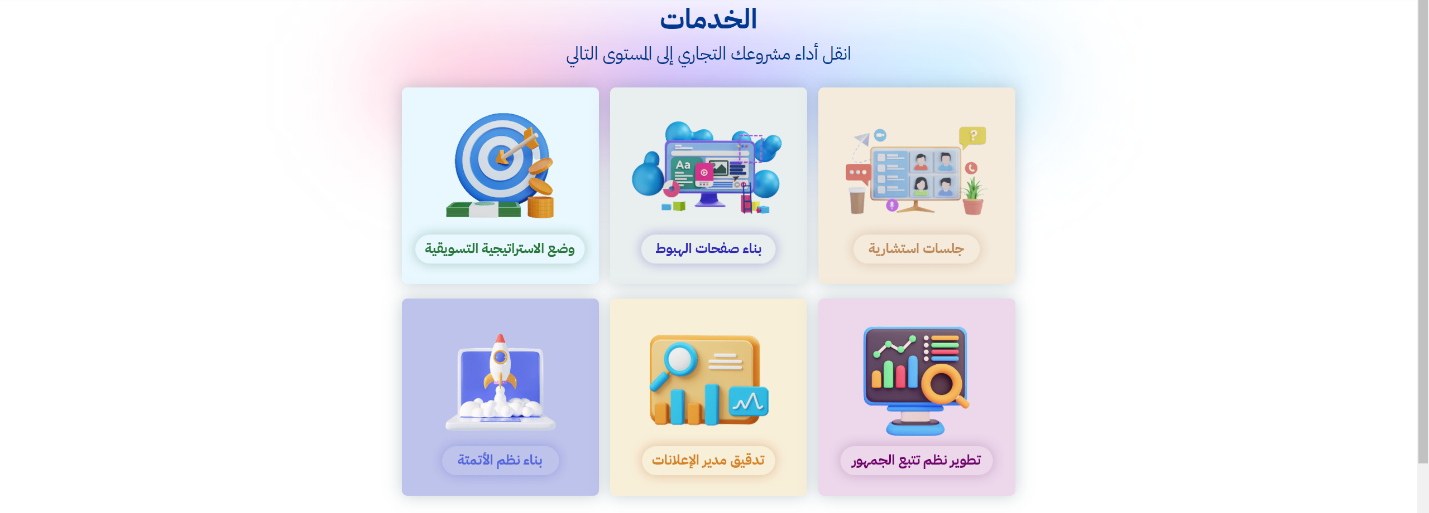 الخدمات
انقل أداء مشروعك التجاري إلى المستوى التالي
?
جلسات استشارية
Aa
بناء صفحات الهبوط
وضع الاستراتيجية التسويقية
تطوير نظم تتبع الجمهور
تدقيق مدير الإعلانات
بناء نظم الأتمتة